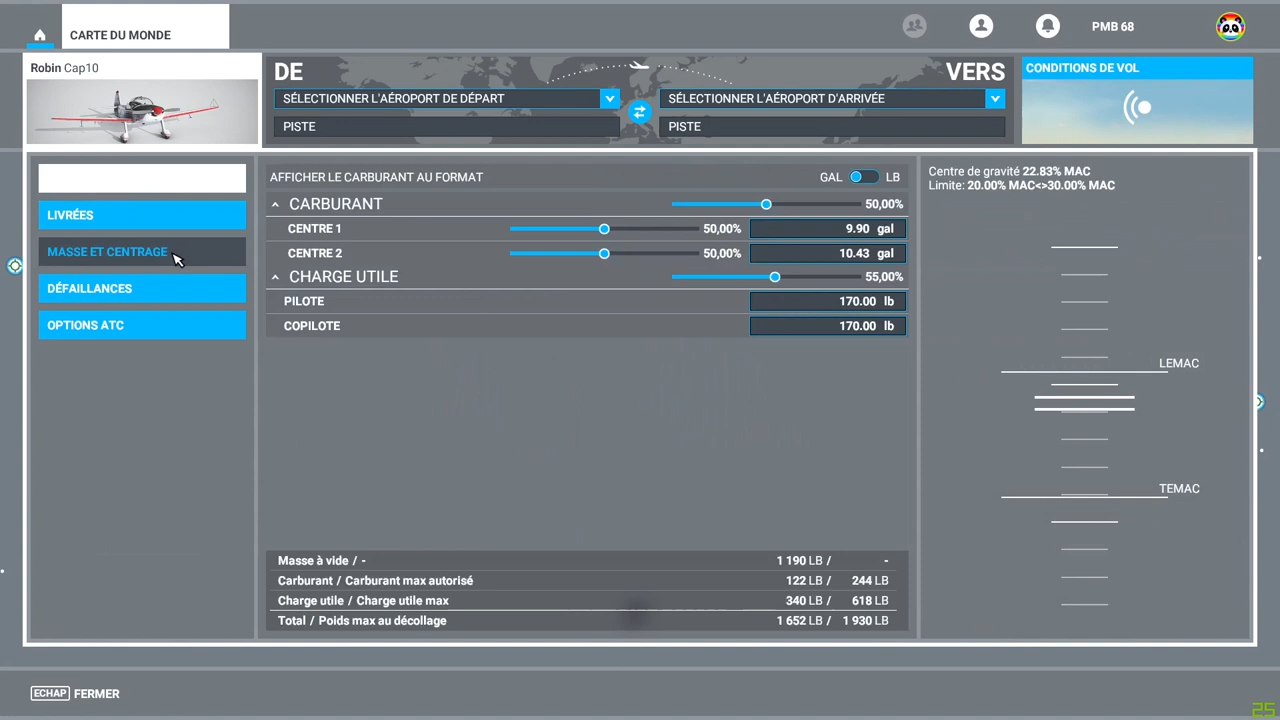 CARTE DU MONDE
PMB 68
Robin Cap10
DE
VERS
CONDITIONS DE VOL
SÉLECTIONNER L'AÉROPORT DE DÉPART
SÉLECTIONNER L'AÉROPORT D'ARRIVÉE
PISTE
PISTE
LIVRÉES
MASSE ET CENTRAGE
DÉFAILLANCES
OPTIONS ATC
AFFICHER LE CARBURANT AU FORMAT GAL LB
CARBURANT 50,00%
CENTRE 1 50,00% 9.90 gal
CENTRE 2 50,00% 10.43 gal
CHARGE UTILE 55,00%
PILOTE 170.00 lb
COPILOTE 170.00 lb
Masse à vide / - 1 190 LB / -
Carburant / Carburant max autorisé 122 LB / 244 LB
Charge utile / Charge utile max 340 LB / 618 LB
Total / Poids max au décollage 1 652 LB / 1 930 LB
Centre de gravité 22.83% MAC
Limite: 20.00% MAC<>30.00% MAC
LEMAC
TEMAC
ECHAP FERMER
25